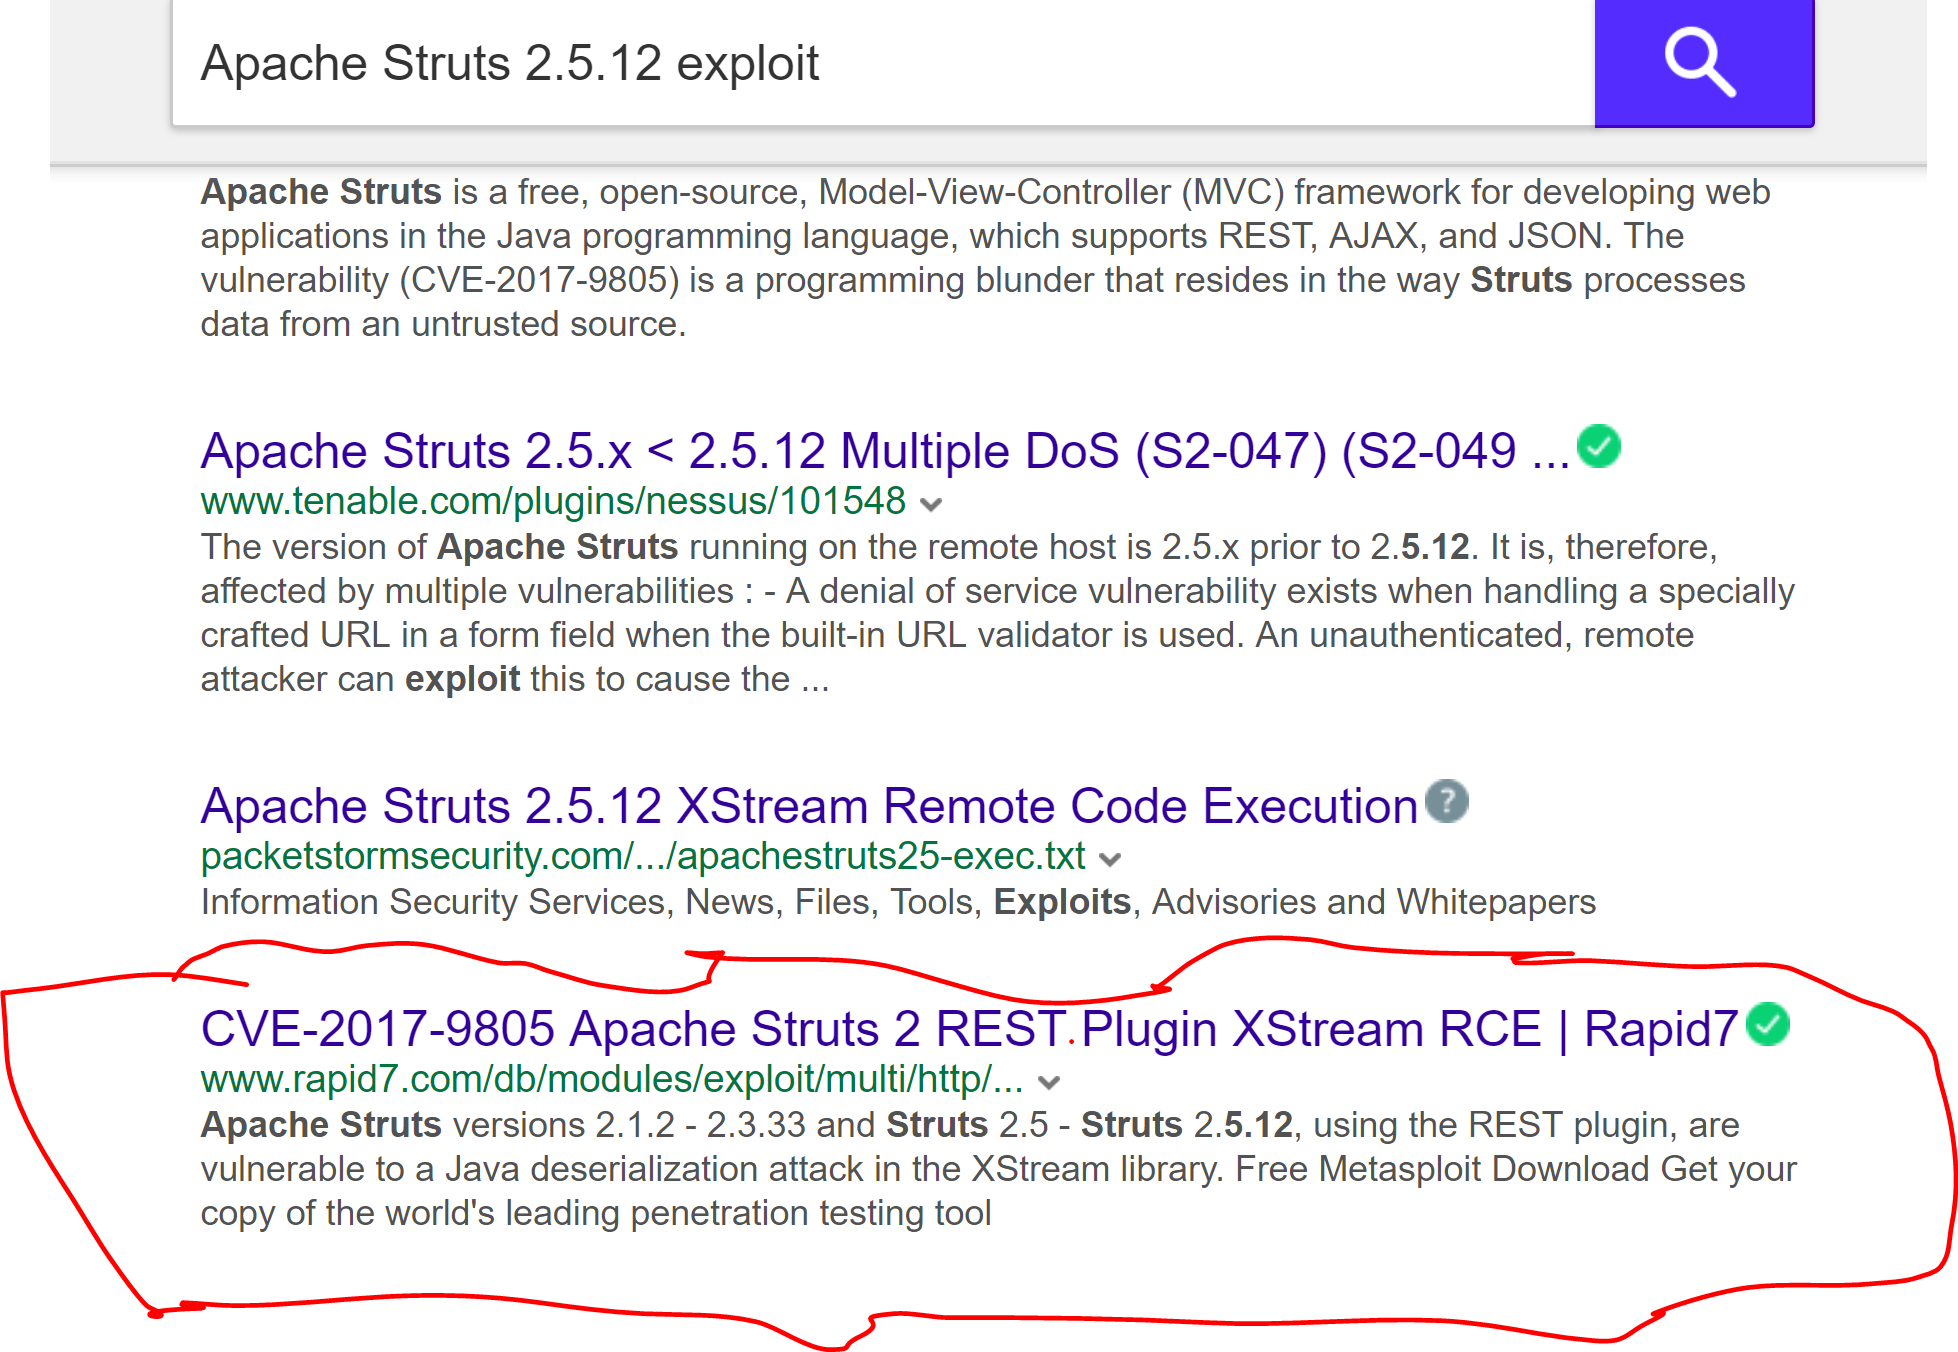 Apache Struts 2.5.12 exploit
Apache Struts is a free, open-source, Model-View-Controller (MVC) framework for developing web
applications in the Java programming language, which supports REST, AJAX, and JSON. The
vulnerability (CVE-2017-9805) is a programming blunder that resides in the way Struts processes
data from an untrusted source.
Apache Struts 2.5.x < 2.5.12 Multiple DoS (S2-047) (S2-049 ...
www.tenable.com/plugins/nessus/101548
The version of Apache Struts running on the remote host is 2.5.x prior to 2.5.12. It is, therefore,
affected by multiple vulnerabilities : - A denial of service vulnerability exists when handling a specially
crafted URL in a form field when the built-in URL validator is used. An unauthenticated, remote
attacker can exploit this to cause the ...
Apache Struts 2.5.12 XStream Remote Code Execution
packetstormsecurity.com/.../apachestruts25-exec.txt
Information Security Services, News, Files, Tools, Exploits, Advisories and Whitepapers
CVE-2017-9805 Apache Struts 2 REST Plugin XStream RCE | Rapid7
www.rapid7.com/db/modules/exploit/multi/http/...
Apache Struts versions 2.1.2 - 2.3.33 and Struts 2.5 - Struts 2.5.12, using the REST plugin, are
vulnerable to a Java deserialization attack in the XStream library. Free Metasploit Download Get your
copy of the world's leading penetration testing tool